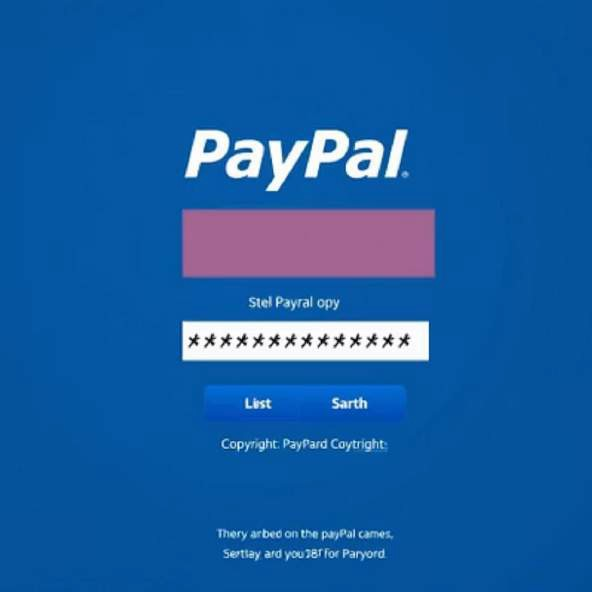 PayPal®
Stel Payral opy
**************
List Sarth
Copyright: PayPard Coytright:
Thery arbed on the payPal cames,
Sertlay ard you for Paryord